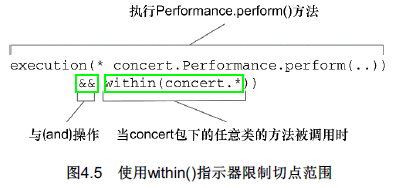 执行Performance.perform()方法
execution(* concert.Performance.perform(..))
&& within(concert.*))
与(and)操作 当concert包下的任意类的方法被调用时
图4.5 使用within()指示器限制切点范围